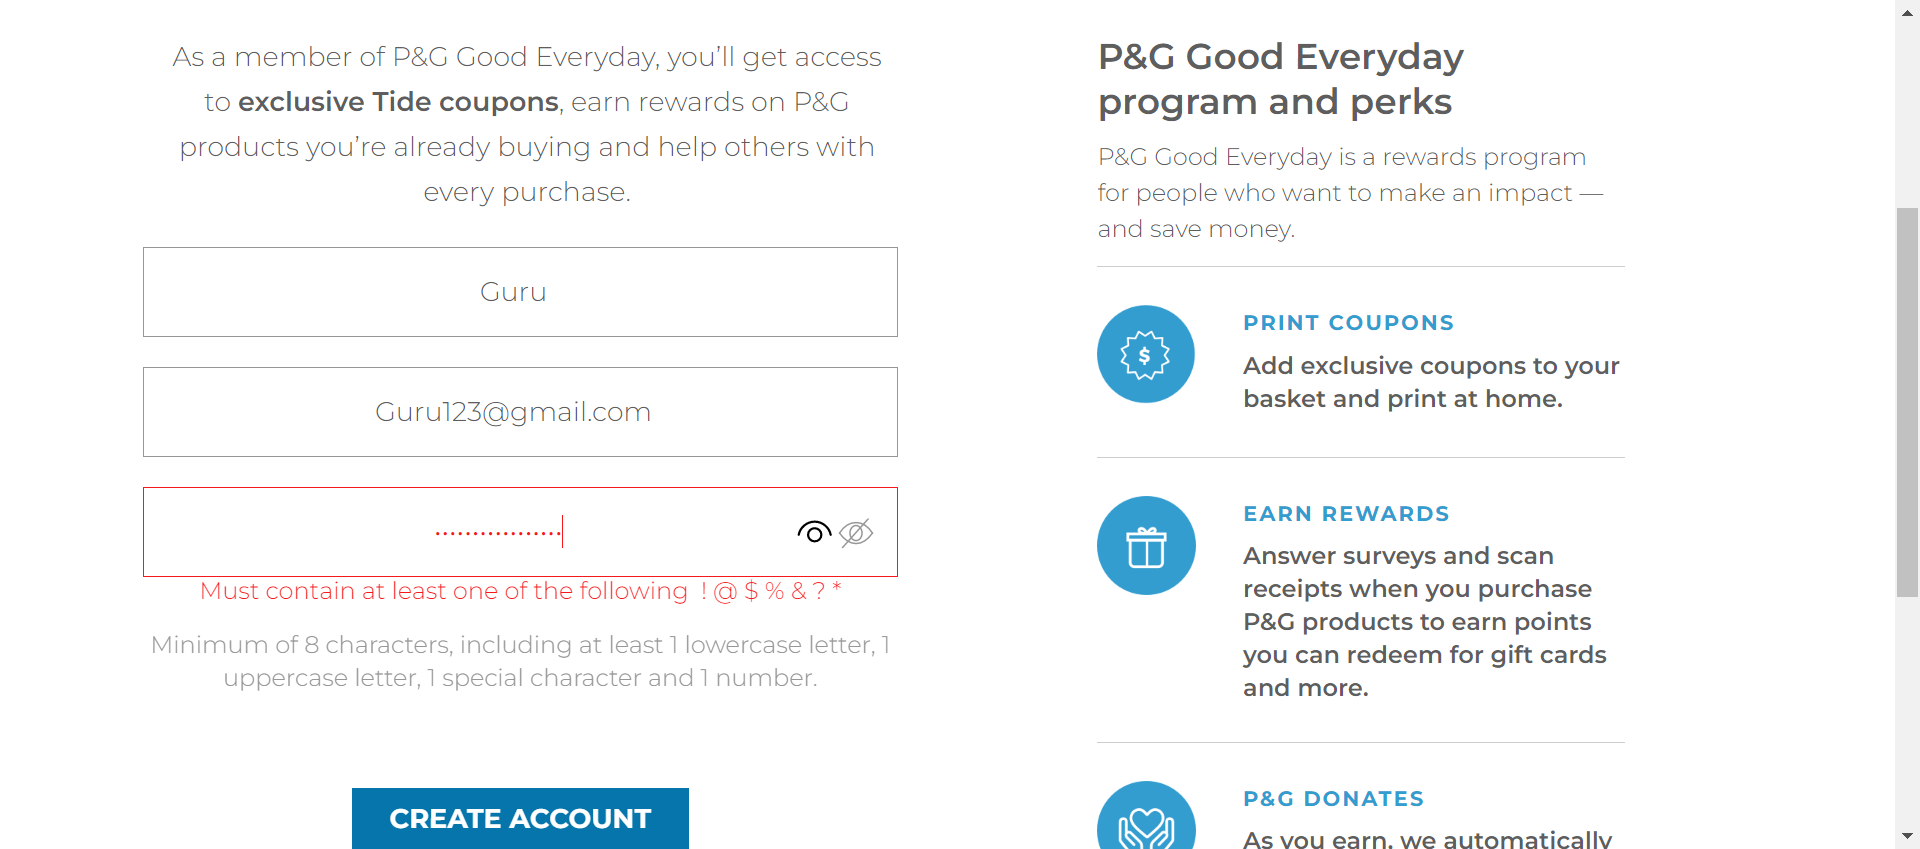 As a member of P&G Good Everyday, you’ll get access
to exclusive Tide coupons, earn rewards on P&G
products you’re already buying and help others with
every purchase.
Guru
Guru123@gmail.com
Must contain at least one of the following  ! @ $ % & ? *
Minimum of 8 characters, including at least 1 lowercase letter, 1
uppercase letter, 1 special character and 1 number.
CREATE ACCOUNT
P&G Good Everyday
program and perks
P&G Good Everyday is a rewards program
for people who want to make an impact —
and save money.
$
PRINT COUPONS
Add exclusive coupons to your
basket and print at home.
EARN REWARDS
Answer surveys and scan
receipts when you purchase
P&G products to earn points
you can redeem for gift cards
and more.
P&G DONATES
As you earn, we automatically